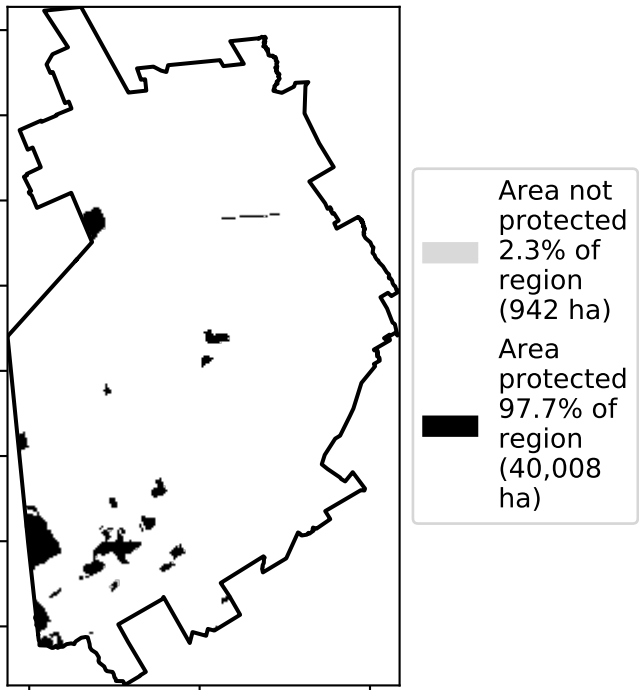 Area not
protected
2.3% of
region
(942 ha)
Area
protected
97.7% of
region
(40,008
ha)